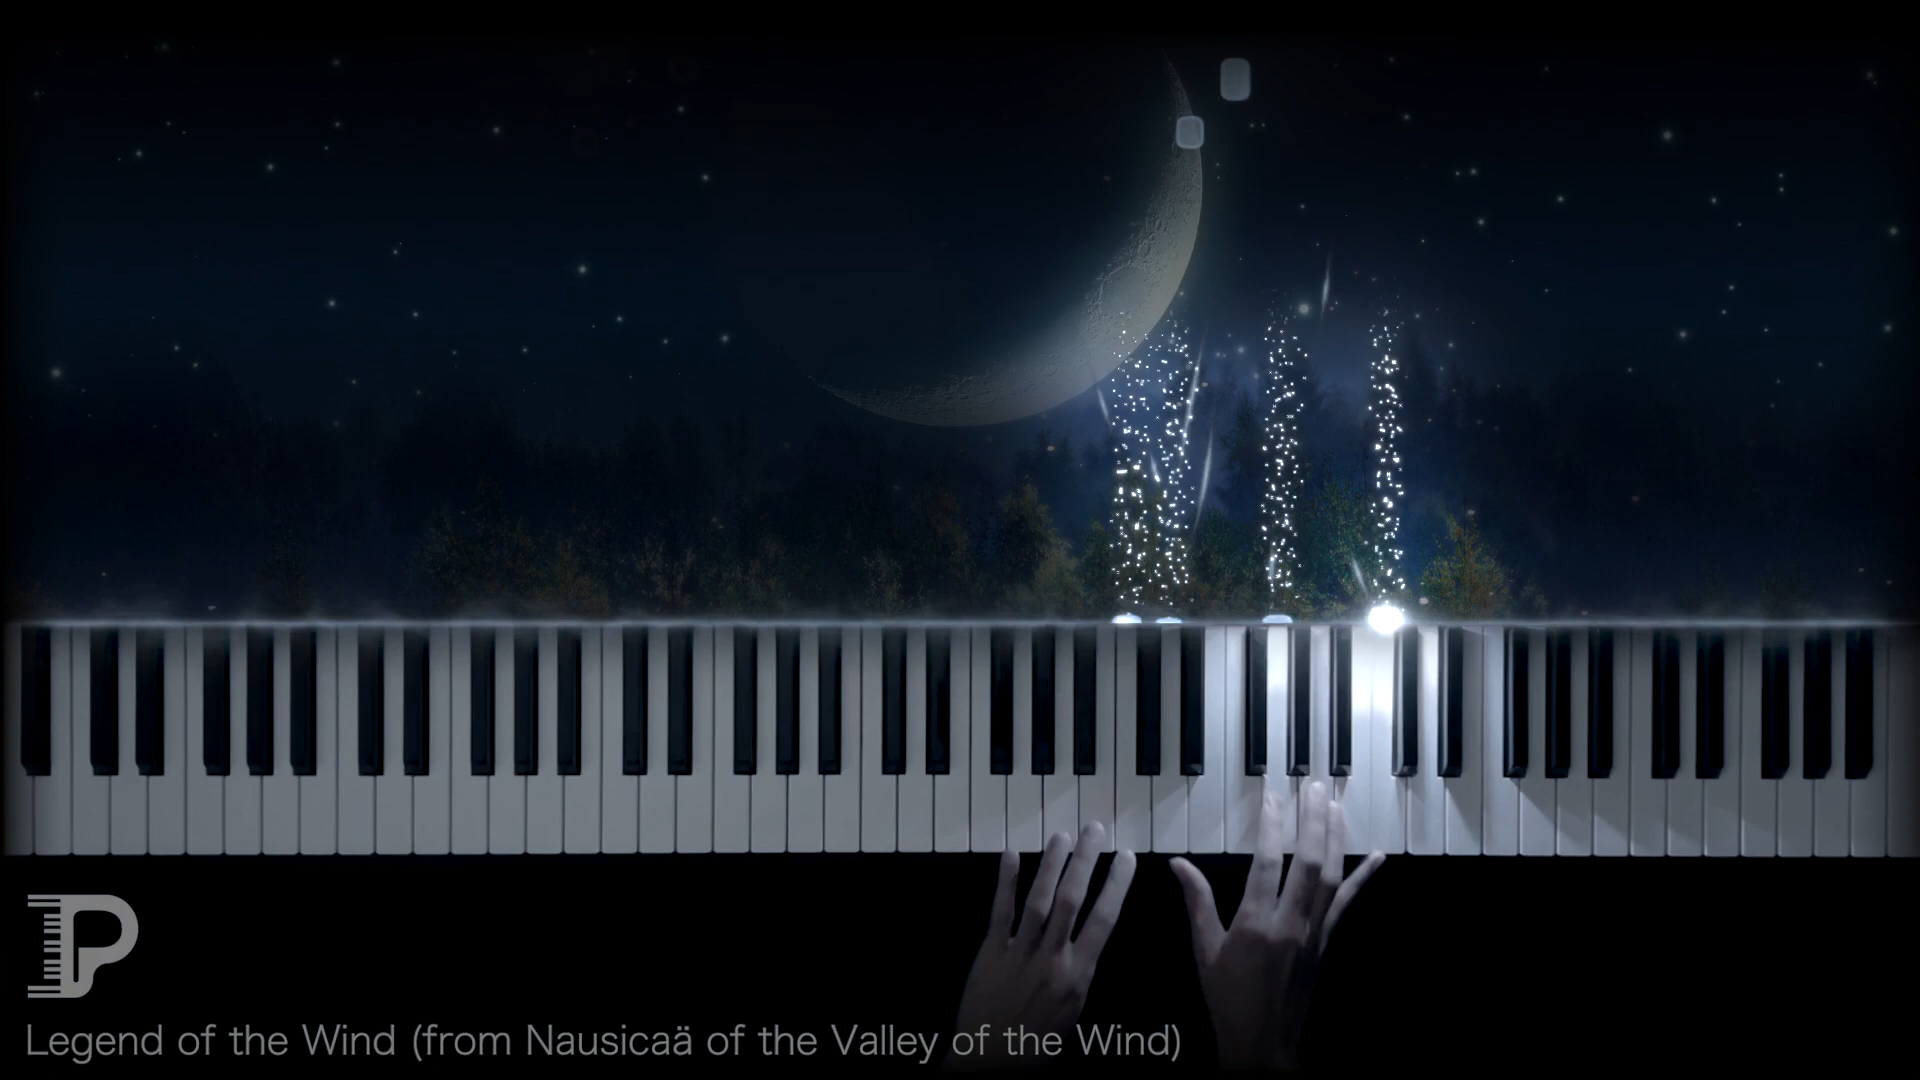 Legend of the Wind (from Nausicaä of the Valley of the Wind)